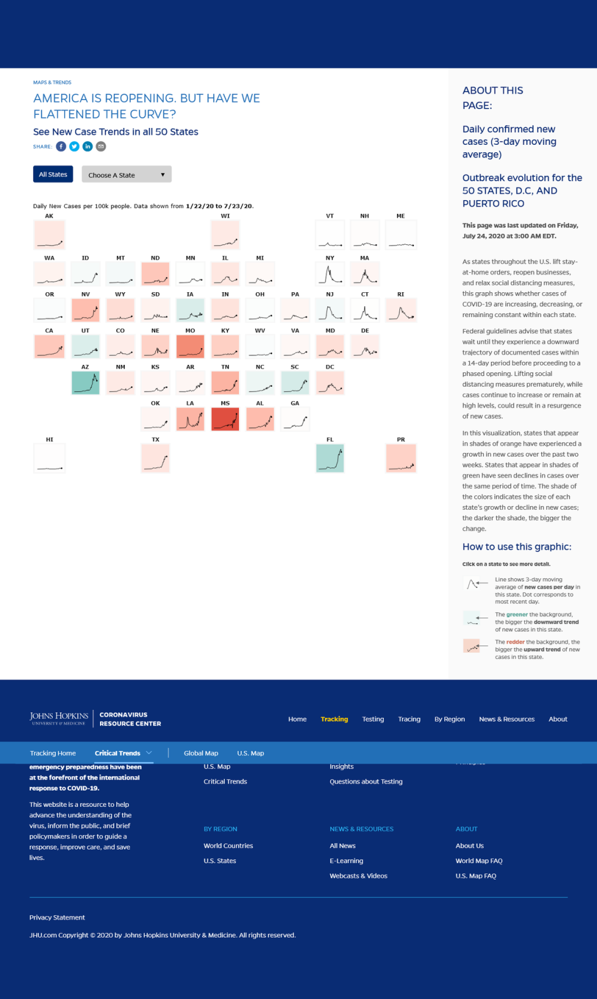 MAPS & TRENDS
AMERICA IS REOPENING. BUT HAVE WE
FLATTENED THE CURVE?
See New Case Trends in all 50 States
SHARE:
All States
Choose A State
Daily New Cases per 100k people. Data shown from 1/22/20 to 7/23/20.
AK WI VT NH ME
WA ID MT ND MN IL MI NY MA
OR NV WY SD IA IN OH PA NJ CT RI
CA UT CO NE MO KY WV VA MD DE
AZ NM KS AR TN NC SC DC
OK LA MS AL GA
HI TX FL PR
ABOUT THIS
PAGE:
Daily confirmed new
cases (3-day moving
average)
Outbreak evolution for the
50 STATES, D.C, AND
PUERTO RICO
This page was last updated on Friday,
July 24, 2020 at 3:00 AM EDT.
As states throughout the U.S. lift stay-
at-home orders, reopen businesses,
and relax social distancing measures,
this graph shows whether cases of
COVID-19 are increasing, decreasing, or
remaining constant within each state.
Federal guidelines advise that states
wait until they experience a downward
trajectory of documented cases within
a 14-day period before proceeding to a
phased opening. Lifting social
distancing measures prematurely, while
cases continue to increase or remain at
high levels, could result in a resurgence
of new cases.
In this visualization, states that appear
in shades of orange have experienced a
growth in new cases over the past two
weeks. States that appear in shades of
green have seen declines in cases over
the same period of time. The shade of
the colors indicates the size of each
state's growth or decline in new cases;
the darker the shade, the bigger the
change.
How to use this graphic:
Click on a state to see more detail.
Line shows 3-day moving
average of new cases per day in
this state. Dot corresponds to
most recent day.
The greener the background,
the bigger the downward trend
of new cases in this state.
The redder the background, the
bigger the upward trend of new
cases in this state.
JOHNS HOPKINS
UNIVERSITY & MEDICINE
CORONAVIRUS
RESOURCE CENTER
Home Tracking Testing Tracing By Region News & Resources About
Tracking Home Critical Trends Global Map U.S. Map
emergency preparedness have been
at the forefront of the international
response to COVID-19.
This website is a resource to help
advance the understanding of the
virus, inform the public, and brief
policymakers in order to guide a
response, improve care, and save
lives.
U.S. Map
Critical Trends
Insights
Questions about Testing
BY REGION
World Countries
U.S. States
NEWS & RESOURCES
All News
E-Learning
Webcasts & Videos
ABOUT
About Us
World Map FAQ
U.S. Map FAQ
Privacy Statement
JHU.com Copyright © 2020 by Johns Hopkins University & Medicine. All rights reserved.